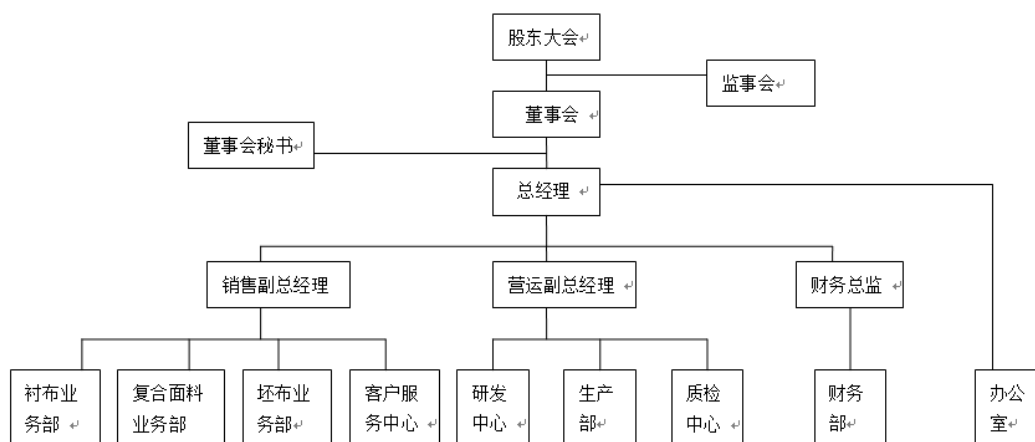 股东大会
监事会
董事会
董事会秘书
总经理
销售副总经理
营运副总经理
财务总监
衬布业
务部
复合面料
业务部
坯布业
务部
客户服
务中心
研发
中心
生产
部
质检
中心
财务
部
办公
室